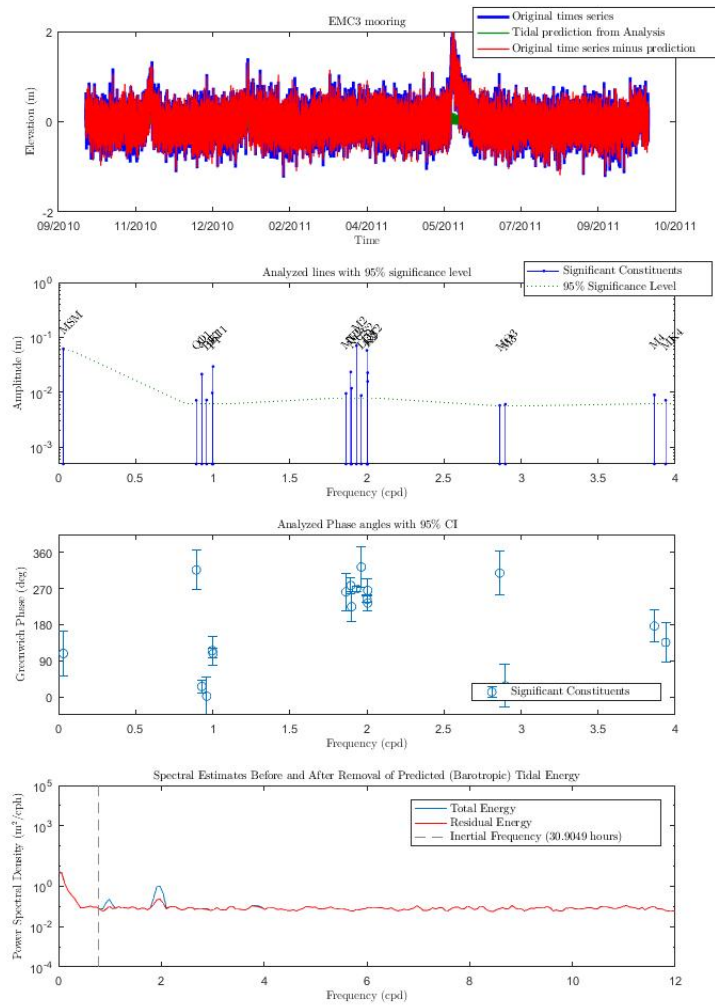 EMC3 mooring
Original times series
Tidal prediction from Analysis
Original time series minus prediction
Elevation (m)
2
0
-2
09/2010 11/2010 12/2010 02/2011 04/2011 05/2011 07/2011 09/2011 10/2011
Time
Analyzed lines with 95% significance level
Significant Constituents
95% Significance Level
Amplitude (m)
10^0
10^-1
10^-2
10^-3
MSM
M2
MO3
M3
M4
MK4
0 0.5 1 1.5 2 2.5 3 3.5 4
Frequency (cpd)
Analyzed Phase angles with 95% CI
Greenwich Phase (deg)
360
270
180
90
0
Significant Constituents
0 0.5 1 1.5 2 2.5 3 3.5 4
Frequency (cpd)
Spectral Estimates Before and After Removal of Predicted (Barotropic) Tidal Energy
Total Energy
Residual Energy
Inertial Frequency (30.9049 hours)
Power Spectral Density (m^2/cph)
10^5
10^3
10^0
10^-2
10^-4
0 2 4 6 8 10 12
Frequency (cpd)